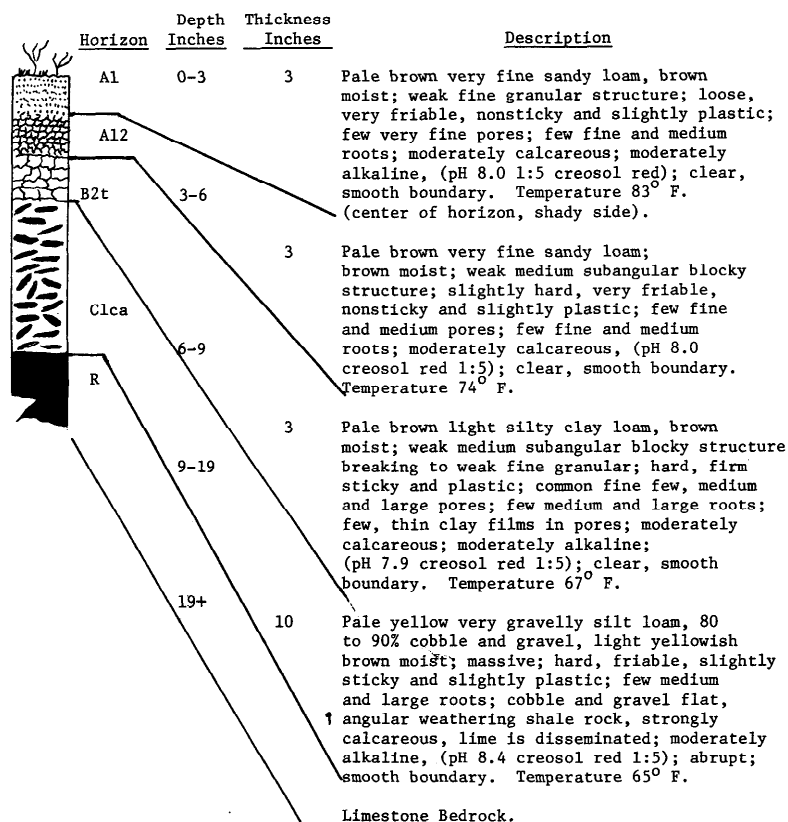 Depth Thickness
Horizon Inches Inches Description
A1 0-3 3 Pale brown very fine sandy loam, brown
moist; weak fine granular structure; loose,
very friable, nonsticky and slightly plastic;
A12 few very fine pores; few fine and medium
roots; moderately calcareous; moderately
alkaline, (pH 8.0 1:5 creosol red); clear,
B2t 3-6 smooth boundary. Temperature 83° F.
(center of horizon, shady side).
3 Pale brown very fine sandy loam;
brown moist; weak medium subangular blocky
structure; slightly hard, very friable,
C1ca nonsticky and slightly plastic; few fine
and medium pores; few fine and medium
6-9 roots; moderately calcareous, (pH 8.0
R creosol red 1:5); clear, smooth boundary.
Temperature 74° F.
3 Pale brown light silty clay loam, brown
moist; weak medium subangular blocky structure
9-19 breaking to weak fine granular; hard, firm
sticky and plastic; common fine few, medium
and large pores; few medium and large roots;
few, thin clay films in pores; moderately
calcareous; moderately alkaline;
(pH 7.9 creosol red 1:5); clear, smooth
boundary. Temperature 67° F.
19+
10 Pale yellow very gravelly silt loam, 80
to 90% cobble and gravel, light yellowish
brown moist; massive; hard, friable, slightly
sticky and slightly plastic; few medium
and large roots; cobble and gravel flat,
angular weathering shale rock, strongly
calcareous, lime is disseminated; moderately
alkaline, (pH 8.4 creosol red 1:5); abrupt;
smooth boundary. Temperature 65° F.
Limestone Bedrock.